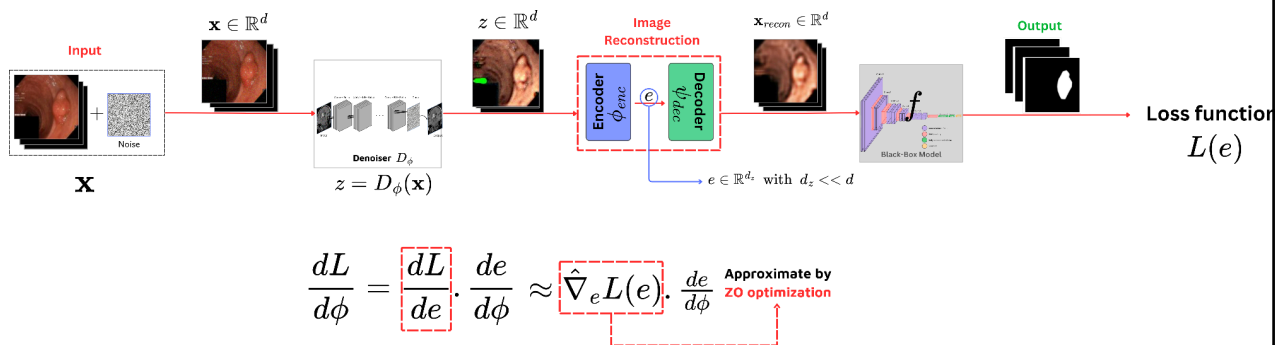 Input
+
Noise
𝐱
𝐱 ∈ ℝ^d
Denoiser D_ϕ
z = D_ϕ(𝐱)
z ∈ ℝ^d
Image
Reconstruction
Encoder
ϕ_enc
e
Decoder
ψ_dec
e ∈ ℝ^{d_z} with d_z << d
𝐱_recon ∈ ℝ^d
f
Black-Box Model
Output
Loss function
L(e)
dL/dϕ = dL/de . de/dϕ ≈ ∇̂_e L(e) . de/dϕ
Approximate by
ZO optimization